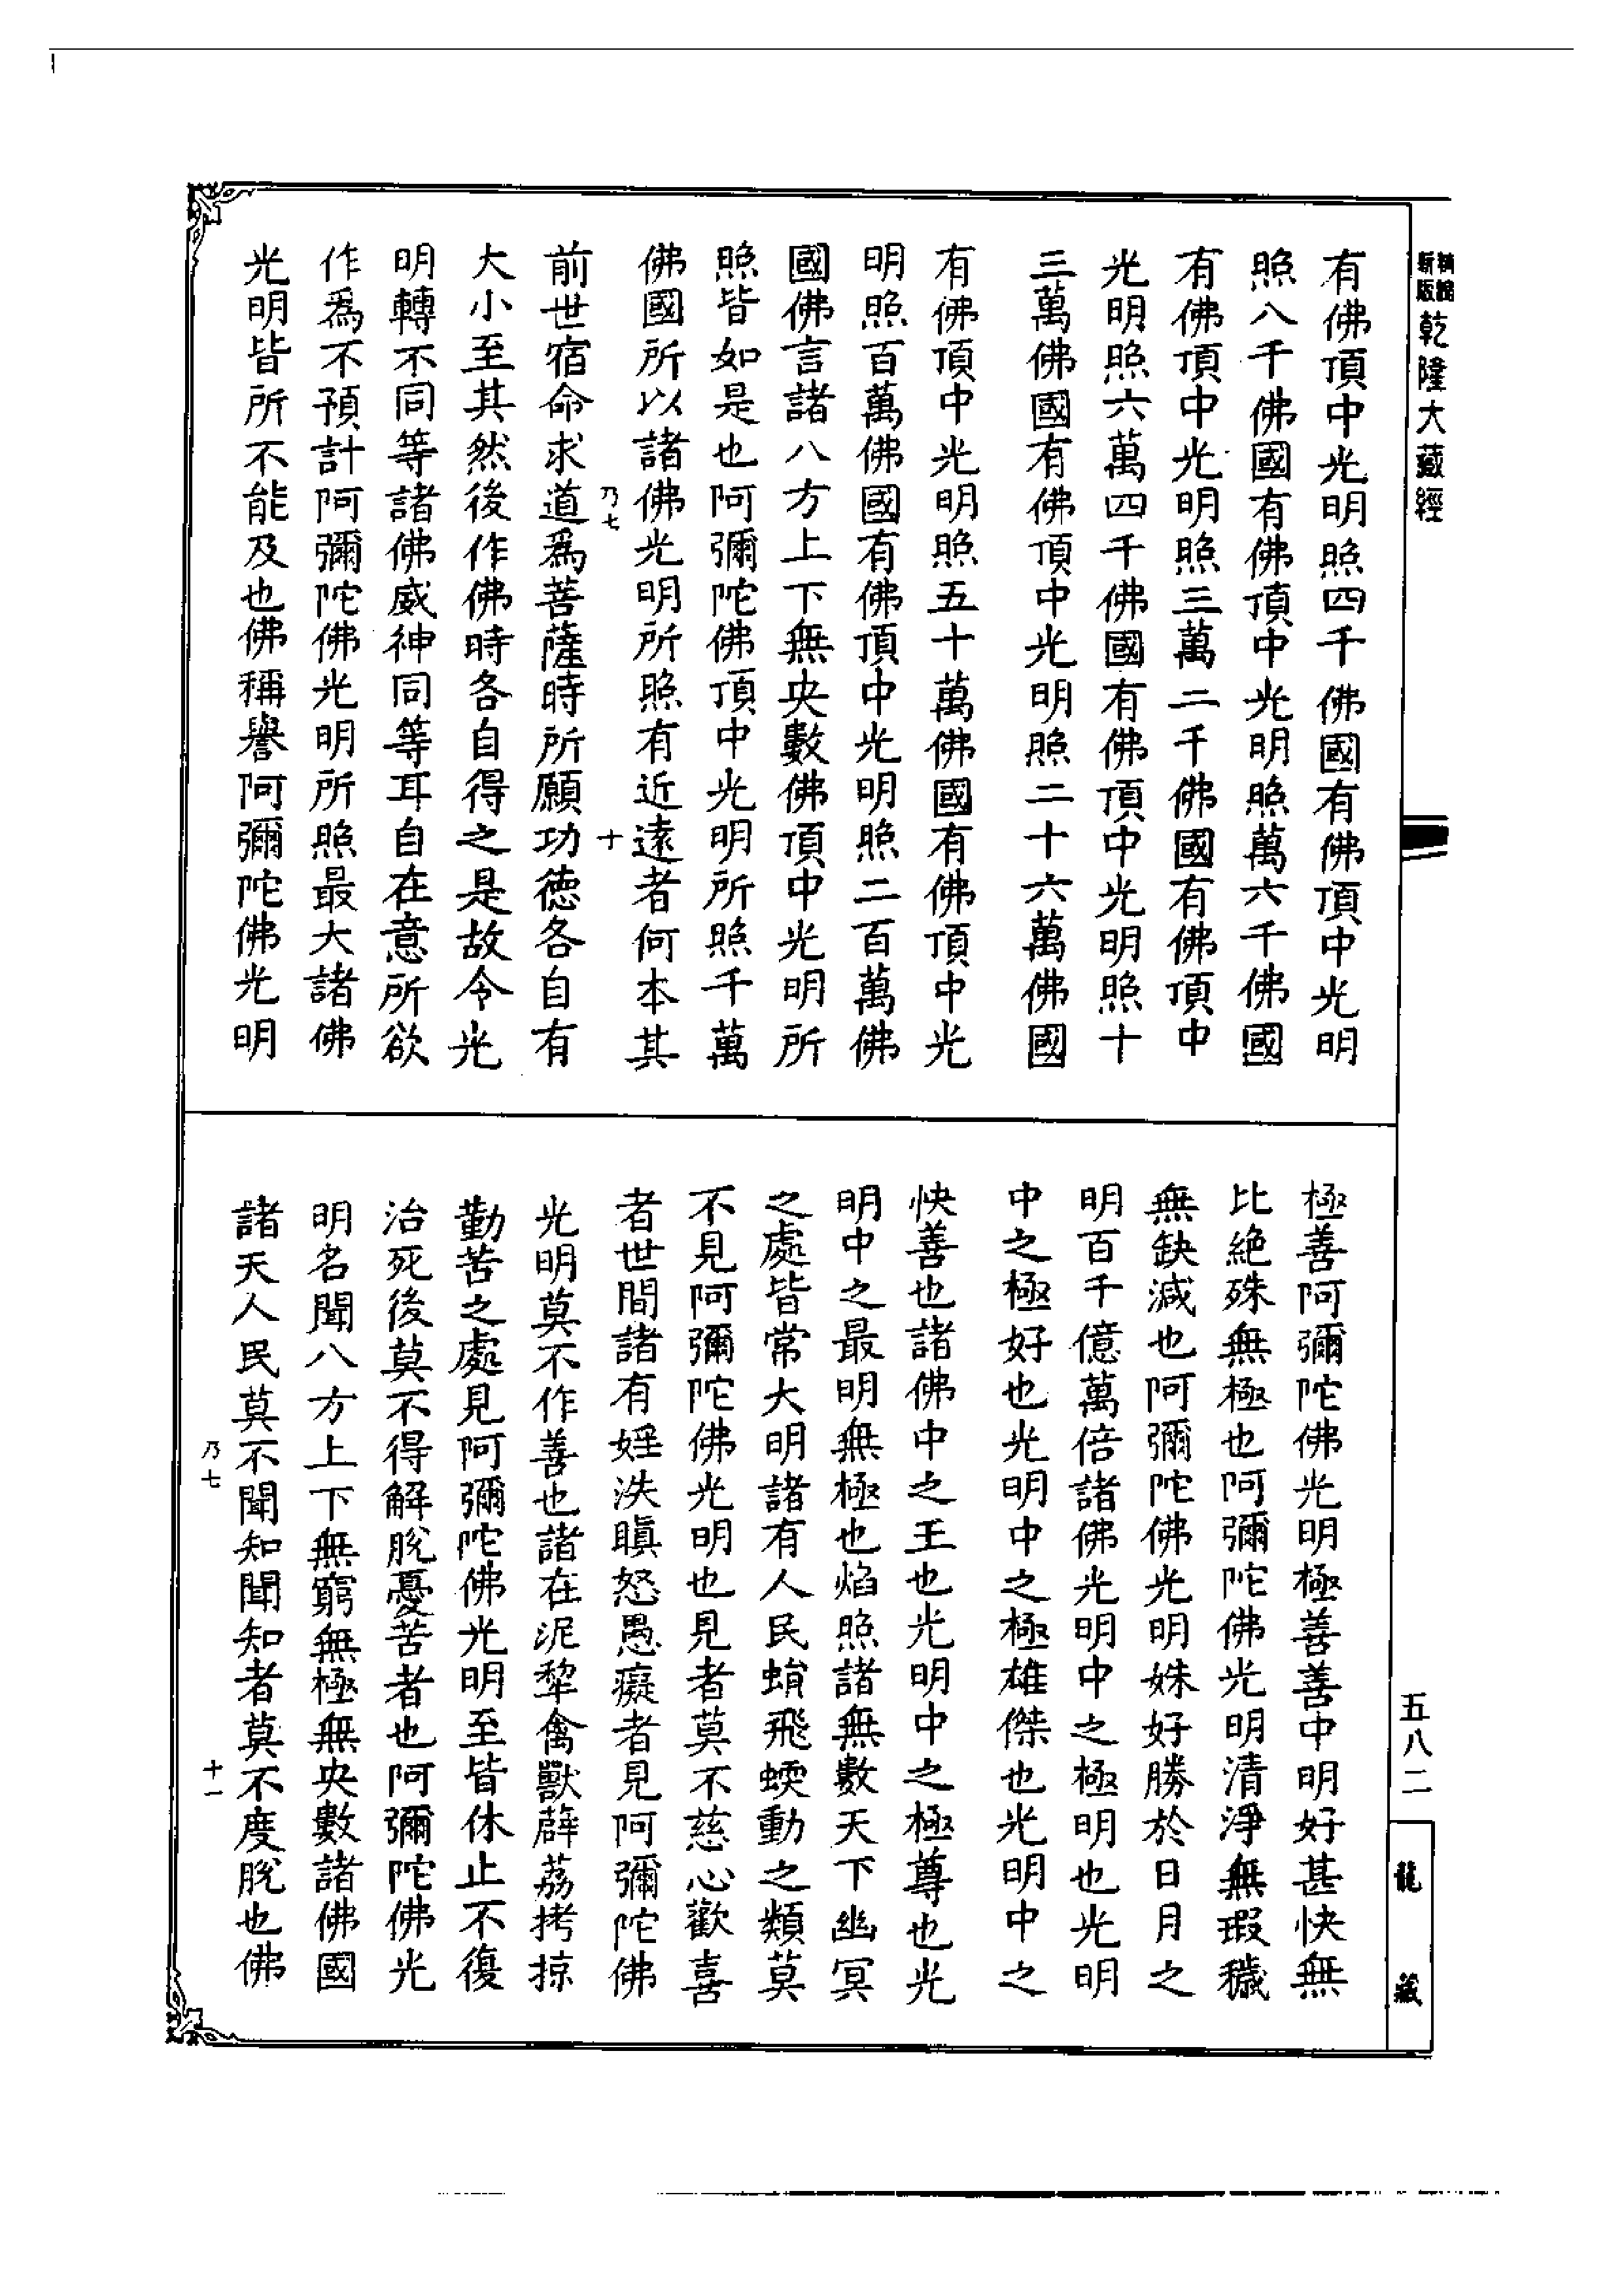 新版
乾隆大藏經
有佛頂中光明照四千佛國有佛頂中光明
照八千佛國有佛頂中光明照萬六千佛國
有佛頂中光明照三萬二千佛國有佛頂中
光明照六萬四千佛國有佛頂中光明照十
三萬佛國有佛頂中光明照二十六萬佛國
有佛頂中光明照五十萬佛國有佛頂中光
明照百萬佛國有佛頂中光明照二百萬佛
國佛言諸八方上下無央數佛頂中光明所
照皆如是也阿彌陀佛頂中光明所照千萬
佛國所以諸佛光明所照有近遠者何本其
乃七
十
前世宿命求道爲菩薩時所願功德各自有
大小至其然後作佛時各自得之是故令光
明轉不同等諸佛威神同等耳自在意所欲
作爲不預計阿彌陀佛光明所照最大諸佛
光明皆所不能及也佛稱譽阿彌陀佛光明
極善阿彌陀佛光明極善善中明好甚快無
比絶殊無極也阿彌陀佛光明清淨無瑕穢
無缺減也阿彌陀佛光明姝好勝於日月之
明百千億萬倍諸佛光明中之極明也光明
中之極好也光明中之極雄傑也光明中之
快善也諸佛中之王也光明中之極尊也光
明中之最明無極也焰照諸無數天下幽冥
之處皆常大明諸有人民蜎飛蝡動之類莫
不見阿彌陀佛光明也見者莫不慈心歡喜
者世間諸有婬泆瞋怒愚癡者見阿彌陀佛
光明莫不作善也諸在泥犂禽獸薜荔拷掠
勤苦之處見阿彌陀佛光明至皆休止不復
治死後莫不得解脫憂苦者也阿彌陀佛光
明名聞八方上下無窮無極無央數諸佛國
諸天人民莫不聞知聞知者莫不度脫也佛
乃七
十一
五八二
龍藏